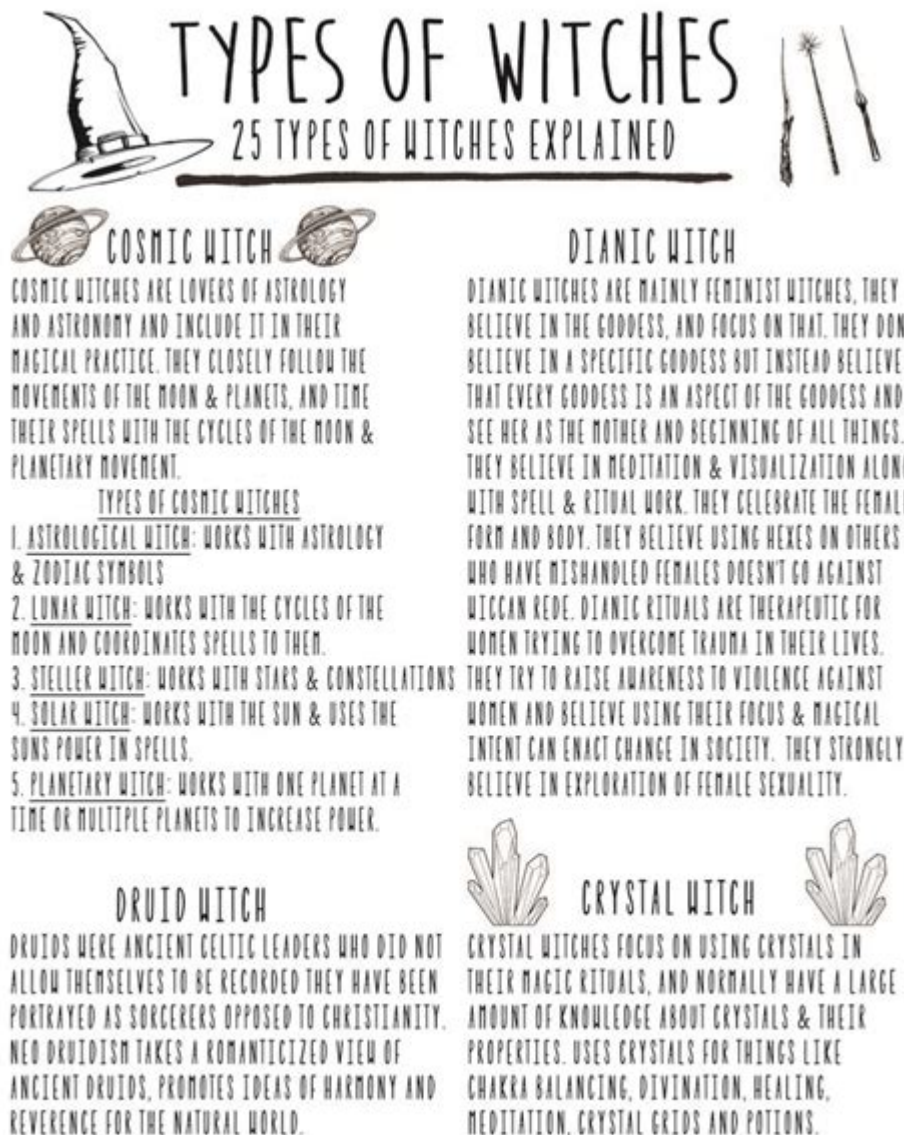 TYPES OF WITCHES
25 TYPES OF WITCHES EXPLAINED
COSMIC WITCH
COSMIC WITCHES ARE LOVERS OF ASTROLOGY
AND ASTRONOMY AND INCLUDE IT IN THEIR
MAGICAL PRACTICE. THEY CLOSELY FOLLOW THE
MOVEMENTS OF THE MOON & PLANETS, AND TIME
THEIR SPELLS WITH THE CYCLES OF THE MOON &
PLANETARY MOVEMENT.
TYPES OF COSMIC WITCHES
1. ASTROLOGICAL WITCH: WORKS WITH ASTROLOGY
& ZODIAC SYMBOLS
2. LUNAR WITCH: WORKS WITH THE CYCLES OF THE
MOON AND COORDINATES SPELLS TO THEM.
3. STELLER WITCH: WORKS WITH STARS & CONSTELLATIONS
4. SOLAR WITCH: WORKS WITH THE SUN & USES THE
SUNS POWER IN SPELLS.
5. PLANETARY WITCH: WORKS WITH ONE PLANET AT A
TIME OR MULTIPLE PLANETS TO INCREASE POWER.
DRUID WITCH
DRUIDS WERE ANCIENT CELTIC LEADERS WHO DID NOT
ALLOW THEMSELVES TO BE RECORDED THEY HAVE BEEN
PORTRAYED AS SORCERERS OPPOSED TO CHRISTIANITY.
NEO DRUIDISM TAKES A ROMANTICIZED VIEW OF
ANCIENT DRUIDS, PROMOTES IDEAS OF HARMONY AND
REVERENCE FOR THE NATURAL WORLD.
DIANIC WITCH
DIANIC WITCHES ARE MAINLY FEMINIST WITCHES, THEY
BELIEVE IN THE GODDESS, AND FOCUS ON THAT. THEY DON
BELIEVE IN A SPECIFIC GODDESS BUT INSTEAD BELIEVE
THAT EVERY GODDESS IS AN ASPECT OF THE GODDESS AND
SEE HER AS THE MOTHER AND BEGINNING OF ALL THINGS.
THEY BELIEVE IN MEDITATION & VISUALIZATION ALON
WITH SPELL & RITUAL WORK. THEY CELEBRATE THE FEMAL
FORM AND BODY. THEY BELIEVE USING HEXES ON OTHERS
WHO HAVE MISHANDLED FEMALES DOESN'T GO AGAINST
WICCAN REDE. DIANIC RITUALS ARE THERAPEUTIC FOR
WOMEN TRYING TO OVERCOME TRAUMA IN THEIR LIVES.
THEY TRY TO RAISE AWARENESS TO VIOLENCE AGAINST
WOMEN AND BELIEVE USING THEIR FOCUS & MAGICAL
INTENT CAN ENACT CHANGE IN SOCIETY. THEY STRONGLY
BELIEVE IN EXPLORATION OF FEMALE SEXUALITY.
CRYSTAL WITCH
CRYSTAL WITCHES FOCUS ON USING CRYSTALS IN
THEIR MAGIC RITUALS, AND NORMALLY HAVE A LARGE
AMOUNT OF KNOWLEDGE ABOUT CRYSTALS & THEIR
PROPERTIES. USES CRYSTALS FOR THINGS LIKE
CHAKRA BALANCING, DIVINATION, HEALING,
MEDITATION, CRYSTAL GRIDS AND POTIONS.